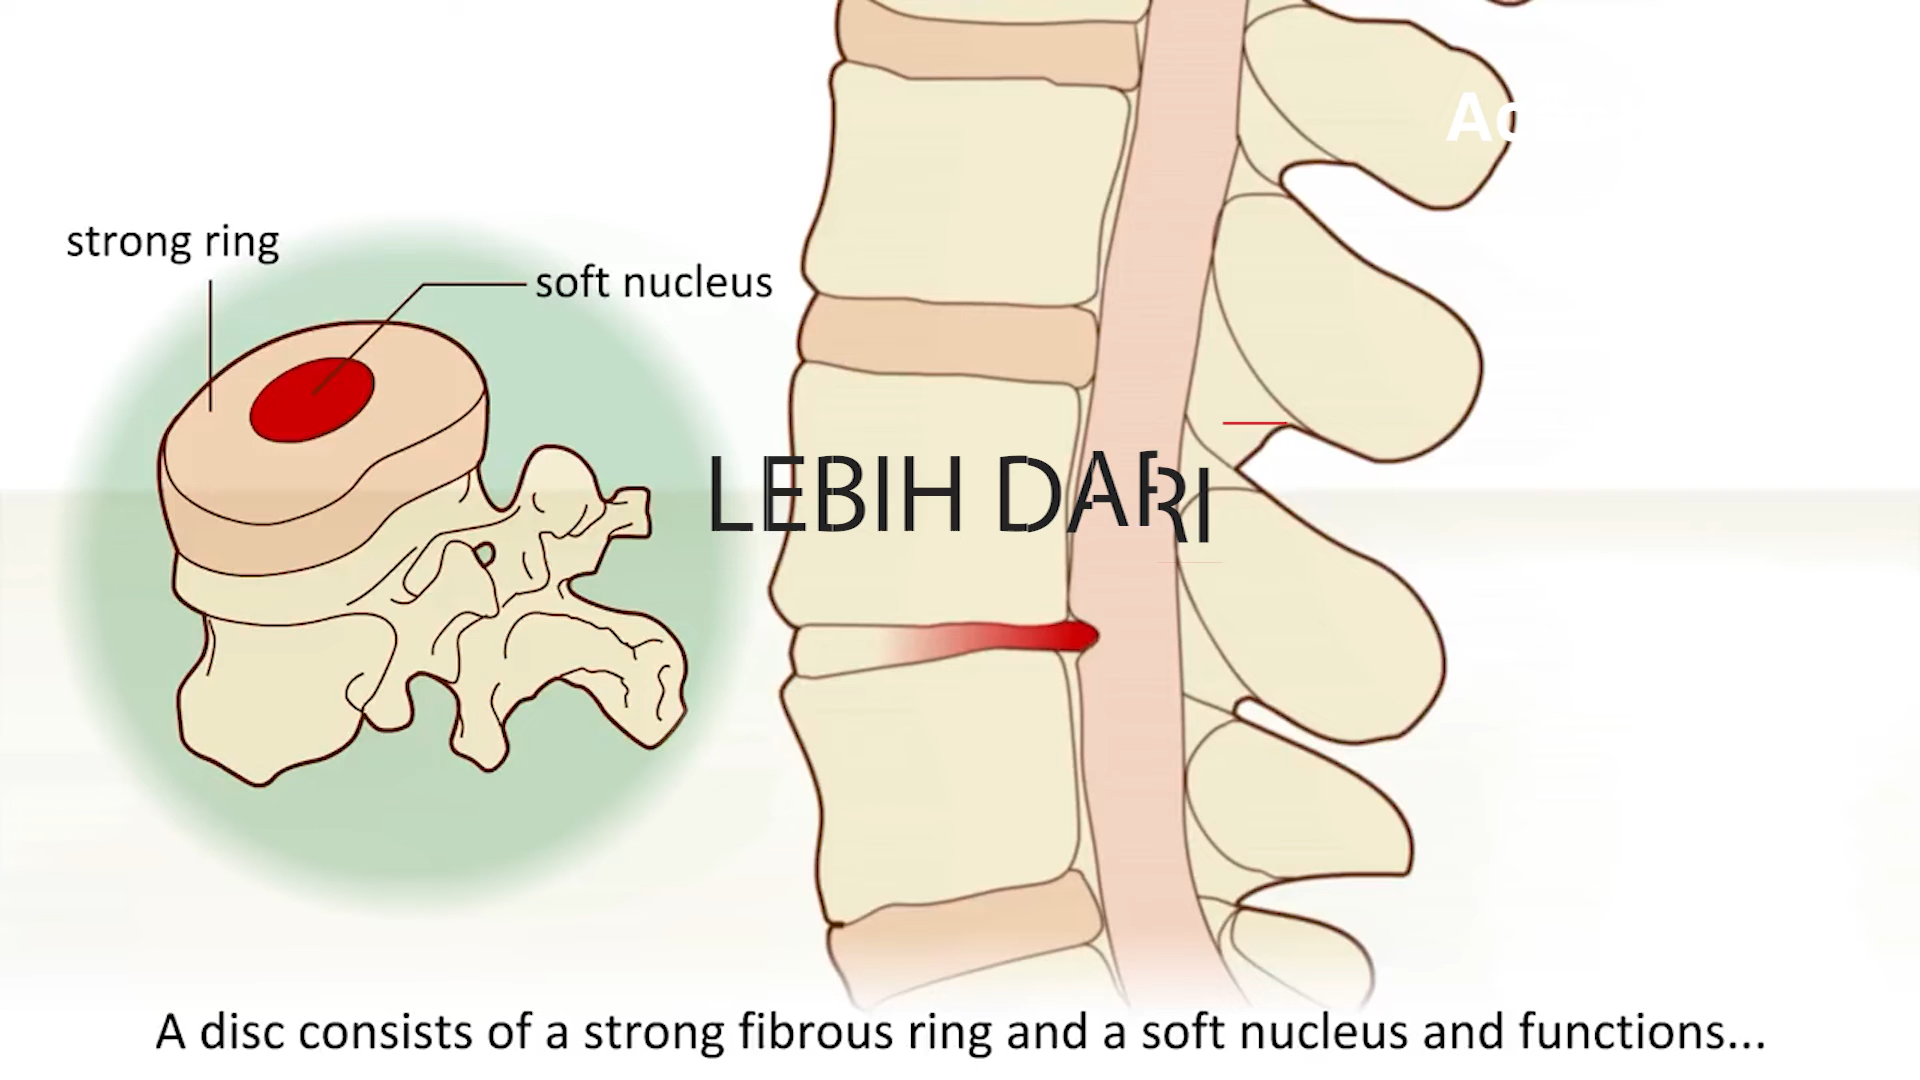 strong ring
soft nucleus
LEBIH DARI
A disc consists of a strong fibrous ring and a soft nucleus and functions...